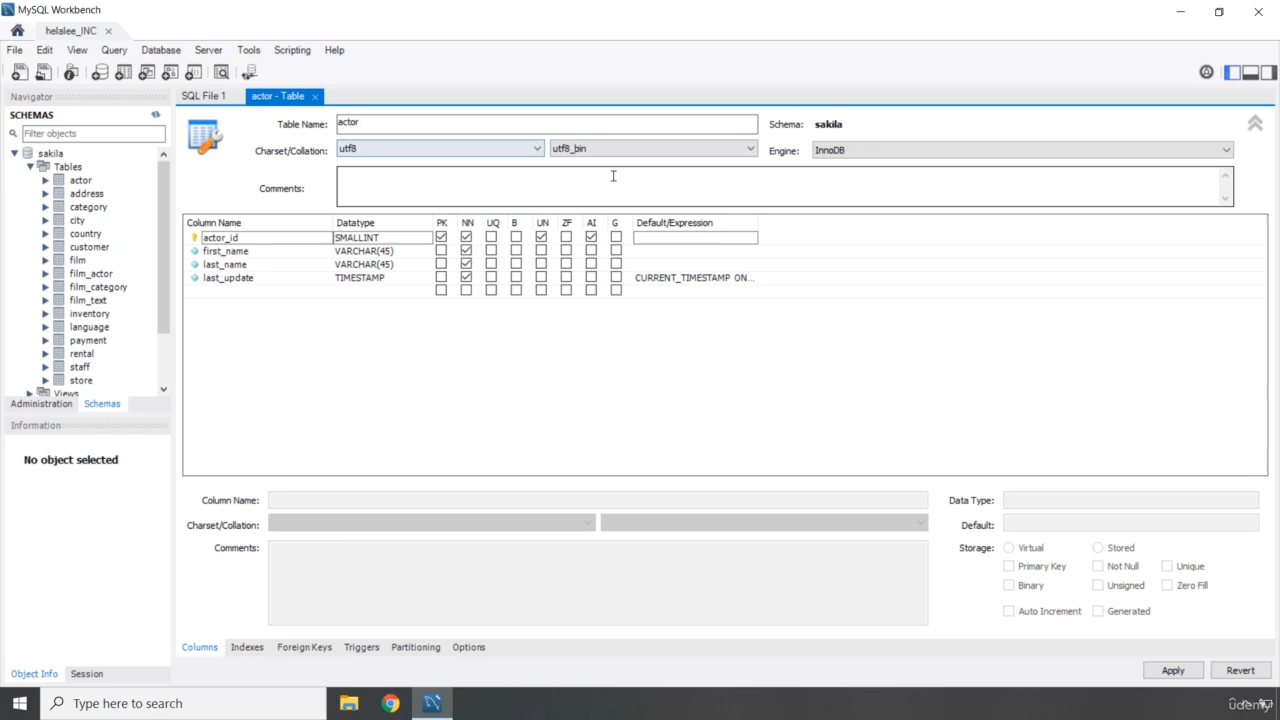 MySQL Workbench
helalee_INC
File Edit View Query Database Server Tools Scripting Help
Navigator
SCHEMAS
Filter objects
sakila
Tables
actor
address
category
city
country
customer
film
film_actor
film_category
film_text
inventory
language
payment
rental
staff
store
Views
Administration Schemas
Information
No object selected
Object Info Session
SQL File 1 actor - Table
Table Name: actor Schema: sakila
Charset/Collation: utf8 utf8_bin Engine: InnoDB
Comments:
Column Name Datatype PK NN UQ B UN ZF AI G Default/Expression
actor_id SMALLINT
first_name VARCHAR(45)
last_name VARCHAR(45)
last_update TIMESTAMP CURRENT_TIMESTAMP ON...
Column Name: Data Type:
Charset/Collation: Default:
Comments: Storage: Virtual Stored
Primary Key Not Null Unique
Binary Unsigned Zero Fill
Auto Increment Generated
Columns Indexes Foreign Keys Triggers Partitioning Options
Apply Revert
Type here to search
udemy